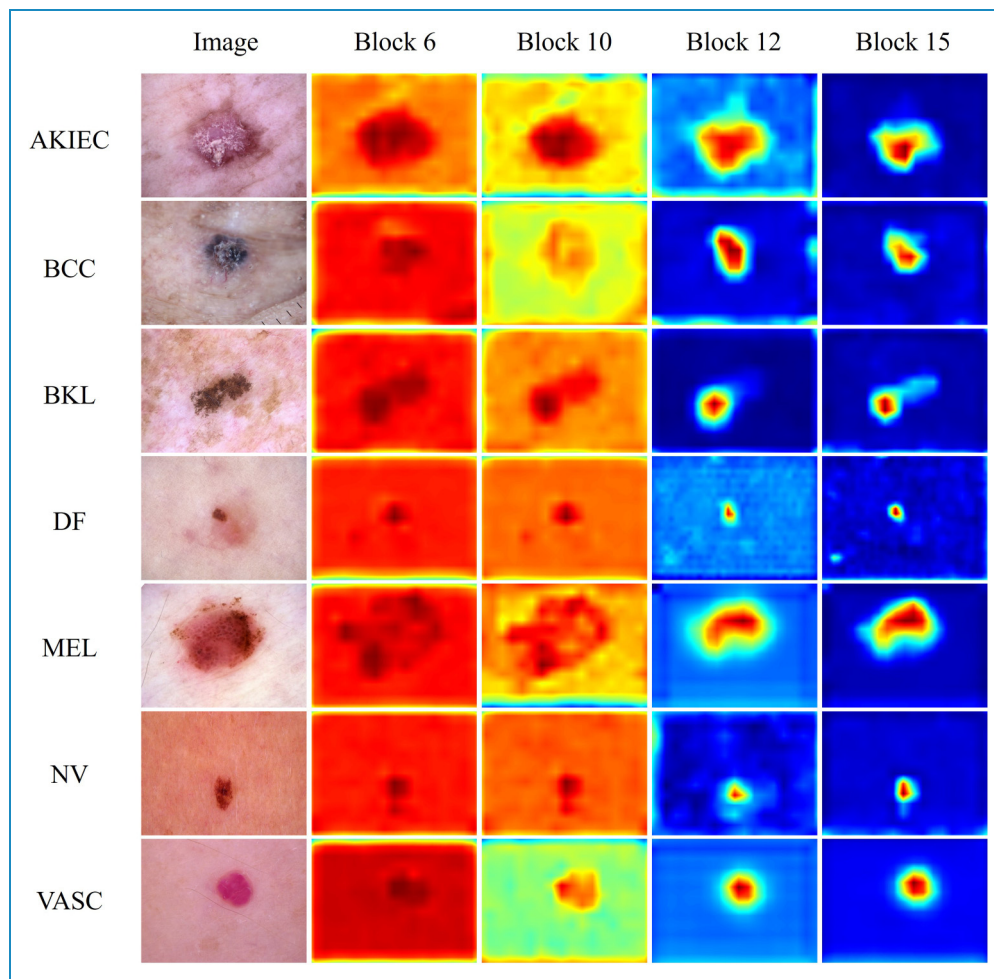 Image Block 6 Block 10 Block 12 Block 15
AKIEC
BCC
BKL
DF
MEL
NV
VASC